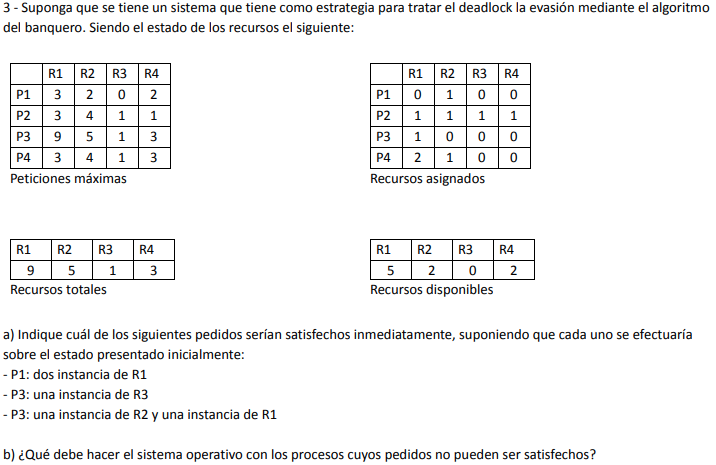 3 - Suponga que se tiene un sistema que tiene como estrategia para tratar el deadlock la evasión mediante el algoritmo
del banquero. Siendo el estado de los recursos el siguiente:
R1 R2 R3 R4
P1 3 2 0 2
P2 3 4 1 1
P3 9 5 1 3
P4 3 4 1 3
Peticiones máximas
R1 R2 R3 R4
P1 0 1 0 0
P2 1 1 1 1
P3 1 0 0 0
P4 2 1 0 0
Recursos asignados
R1 R2 R3 R4
9 5 1 3
Recursos totales
R1 R2 R3 R4
5 2 0 2
Recursos disponibles
a) Indique cuál de los siguientes pedidos serían satisfechos inmediatamente, suponiendo que cada uno se efectuaría
sobre el estado presentado inicialmente:
- P1: dos instancia de R1
- P3: una instancia de R3
- P3: una instancia de R2 y una instancia de R1
b) ¿Qué debe hacer el sistema operativo con los procesos cuyos pedidos no pueden ser satisfechos?